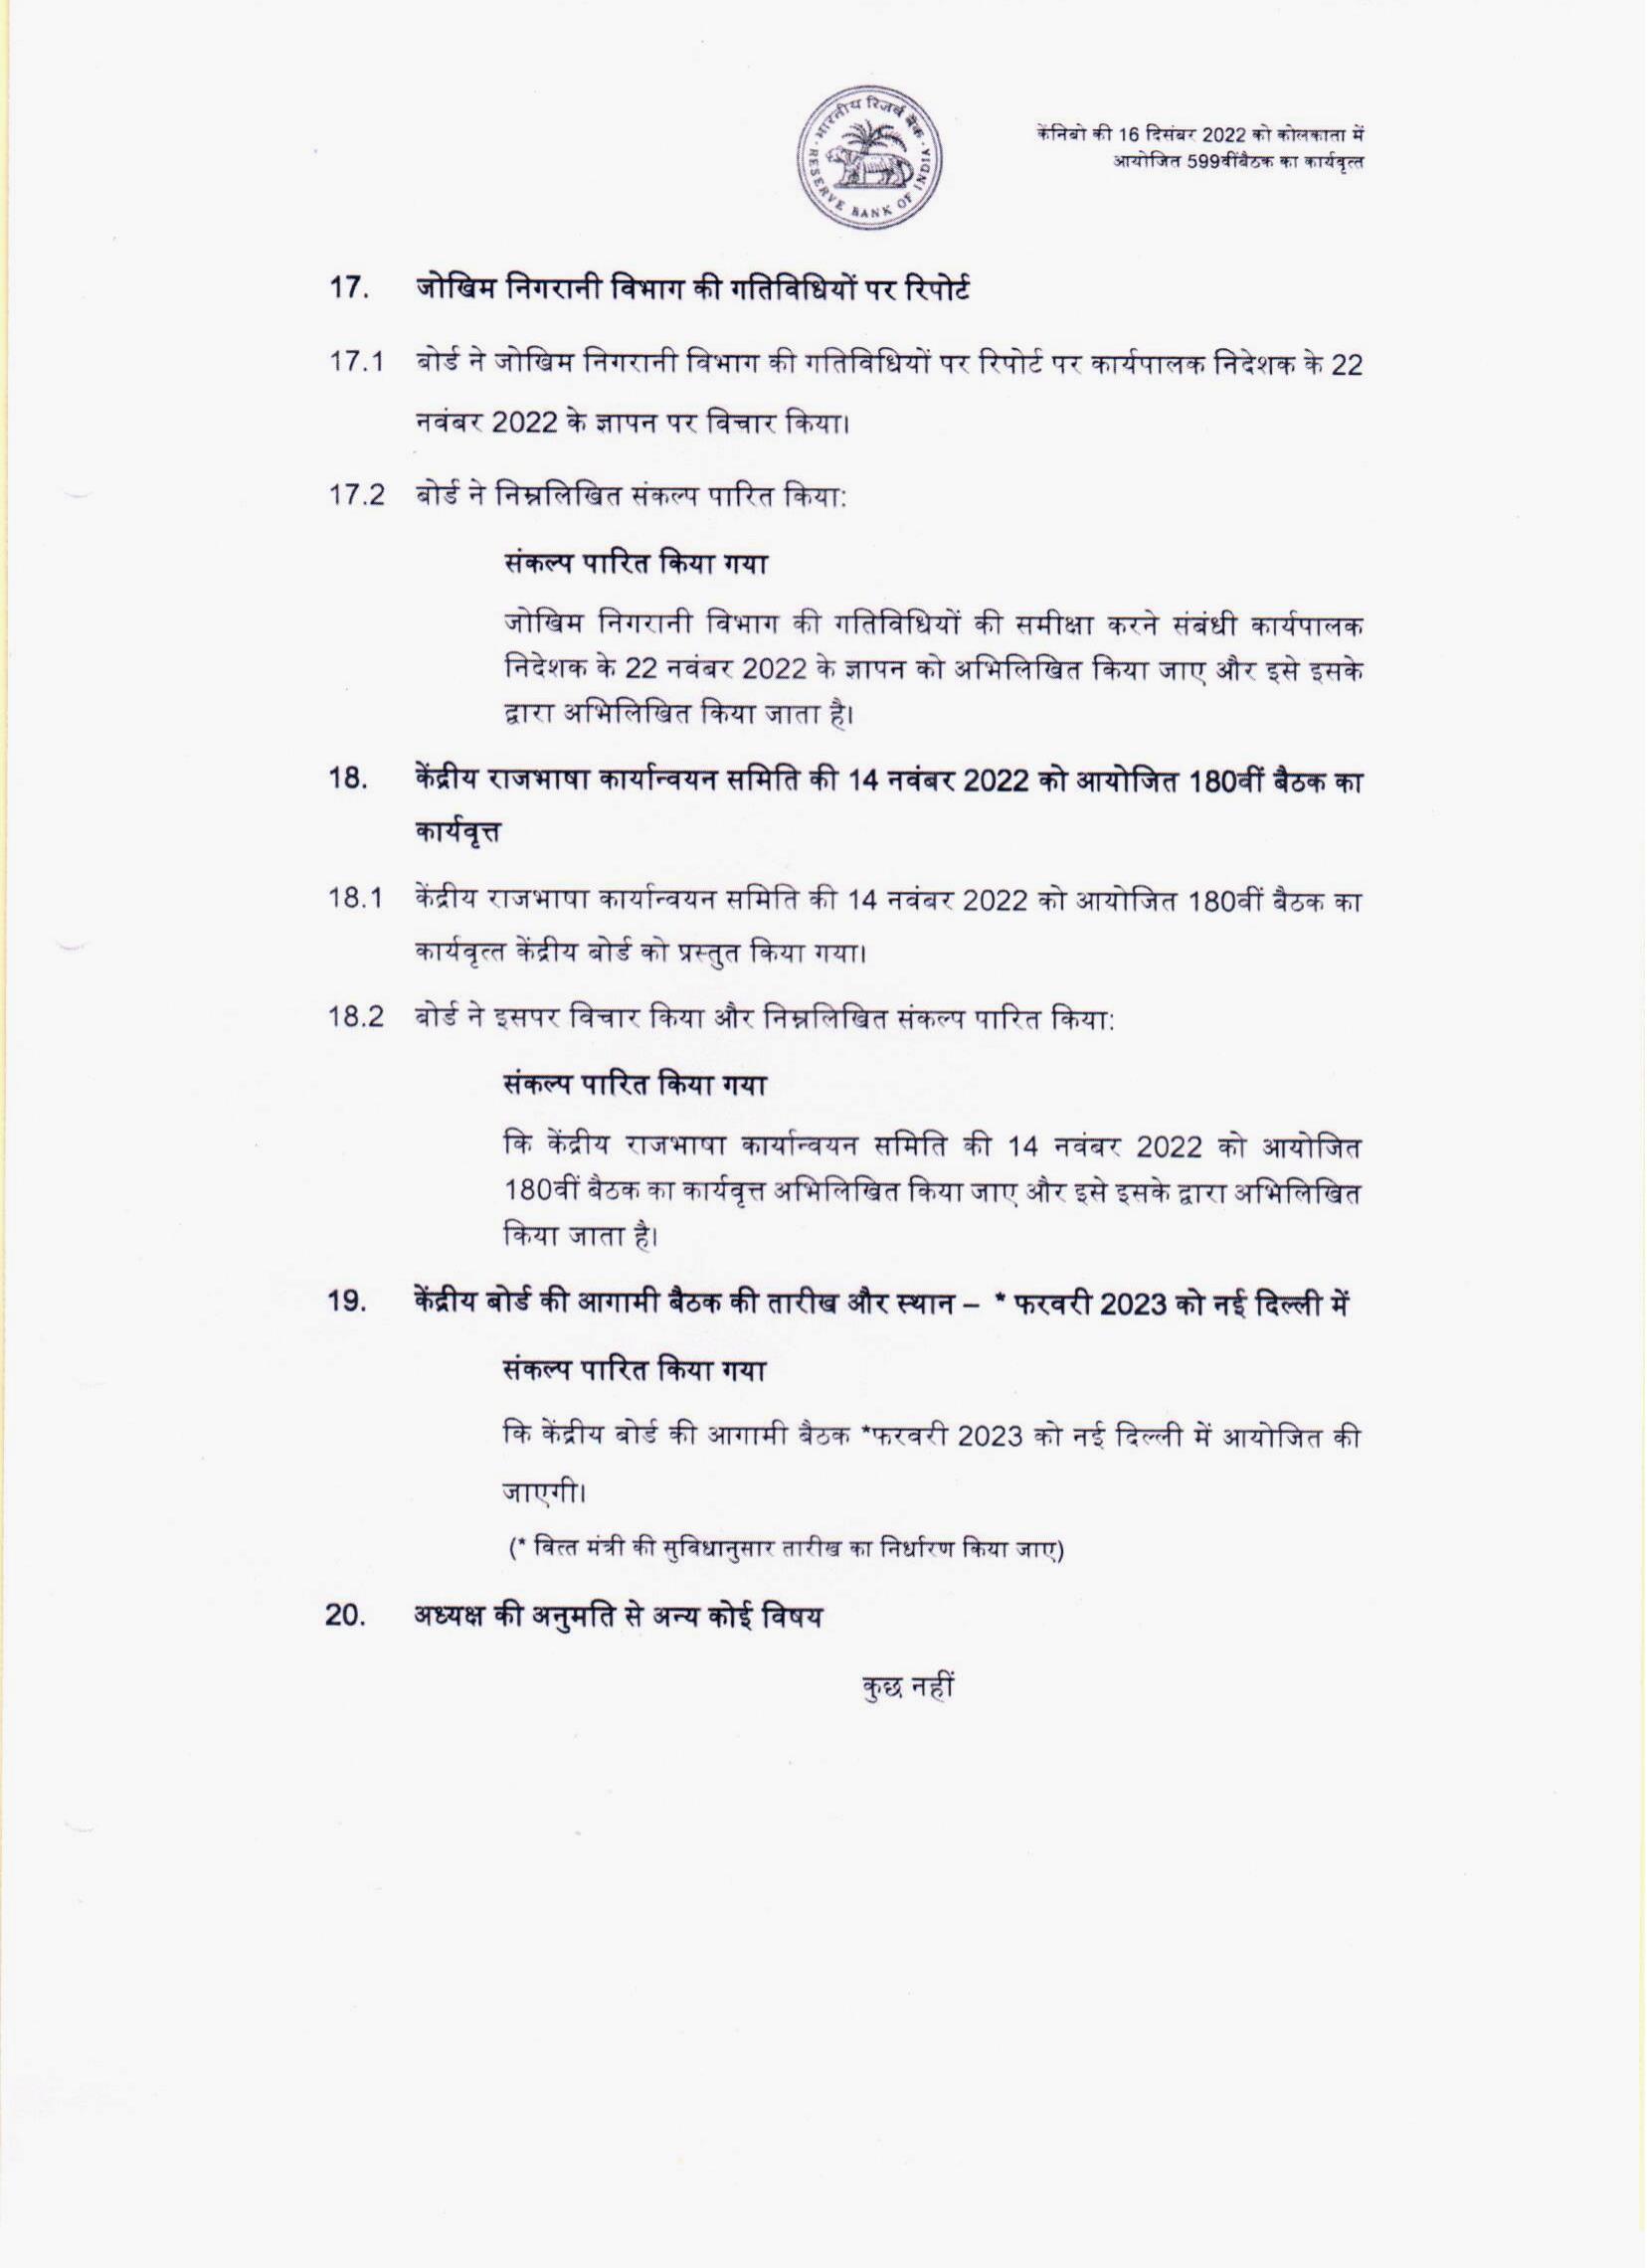 भारतीय रिज़र्व बैंक
RESERVE BANK OF INDIA
केंनिबो की 16 दिसंबर 2022 को कोलकाता में
आयोजित 599वींबैठक का कार्यवृत्त
17. जोखिम निगरानी विभाग की गतिविधियों पर रिपोर्ट
17.1 बोर्ड ने जोखिम निगरानी विभाग की गतिविधियों पर रिपोर्ट पर कार्यपालक निदेशक के 22
नवंबर 2022 के ज्ञापन पर विचार किया।
17.2 बोर्ड ने निम्नलिखित संकल्प पारित किया:
संकल्प पारित किया गया
जोखिम निगरानी विभाग की गतिविधियों की समीक्षा करने संबंधी कार्यपालक
निदेशक के 22 नवंबर 2022 के ज्ञापन को अभिलिखित किया जाए और इसे इसके
द्वारा अभिलिखित किया जाता है।
18. केंद्रीय राजभाषा कार्यान्वयन समिति की 14 नवंबर 2022 को आयोजित 180वीं बैठक का
कार्यवृत्त
18.1 केंद्रीय राजभाषा कार्यान्वयन समिति की 14 नवंबर 2022 को आयोजित 180वीं बैठक का
कार्यवृत्त केंद्रीय बोर्ड को प्रस्तुत किया गया।
18.2 बोर्ड ने इसपर विचार किया और निम्नलिखित संकल्प पारित किया:
संकल्प पारित किया गया
कि केंद्रीय राजभाषा कार्यान्वयन समिति की 14 नवंबर 2022 को आयोजित
180वीं बैठक का कार्यवृत्त अभिलिखित किया जाए और इसे इसके द्वारा अभिलिखित
किया जाता है।
19. केंद्रीय बोर्ड की आगामी बैठक की तारीख और स्थान – * फरवरी 2023 को नई दिल्ली में
संकल्प पारित किया गया
कि केंद्रीय बोर्ड की आगामी बैठक *फरवरी 2023 को नई दिल्ली में आयोजित की
जाएगी।
(* वित्त मंत्री की सुविधानुसार तारीख का निर्धारण किया जाए)
20. अध्यक्ष की अनुमति से अन्य कोई विषय
कुछ नहीं